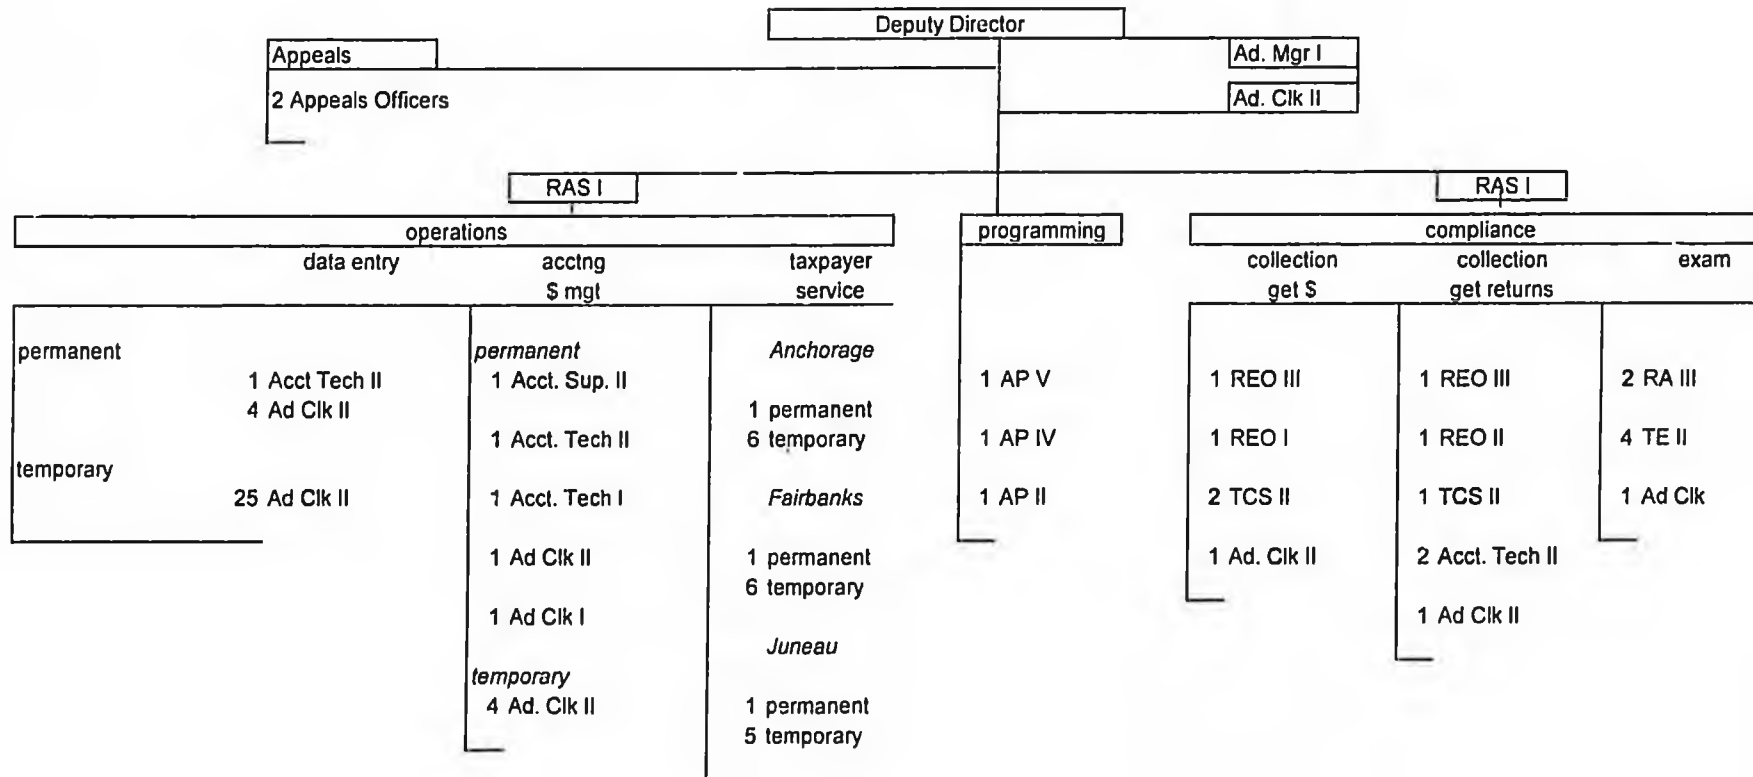 Deputy Director
Appeals
Ad. Mgr I
2 Appeals Officers
Ad. Clk II
RAS I
RAS I
operations
programming
compliance
data entry
acctng
$ mgt
taxpayer
service
collection
get $
collection
get returns
exam
permanent
1 Acct Tech II
4 Ad Clk II
temporary
25 Ad Clk II
permanent
1 Acct. Sup. II
1 Acct. Tech II
1 Acct. Tech I
1 Ad Clk II
1 Ad Clk I
temporary
4 Ad. Clk II
Anchorage
1 permanent
6 temporary
Fairbanks
1 permanent
6 temporary
Juneau
1 permanent
5 temporary
1 AP V
1 AP IV
1 AP II
1 REO III
1 REO I
2 TCS II
1 Ad. Clk II
1 REO III
1 REO II
1 TCS II
2 Acct. Tech II
1 Ad Clk II
2 RA III
4 TE II
1 Ad Clk